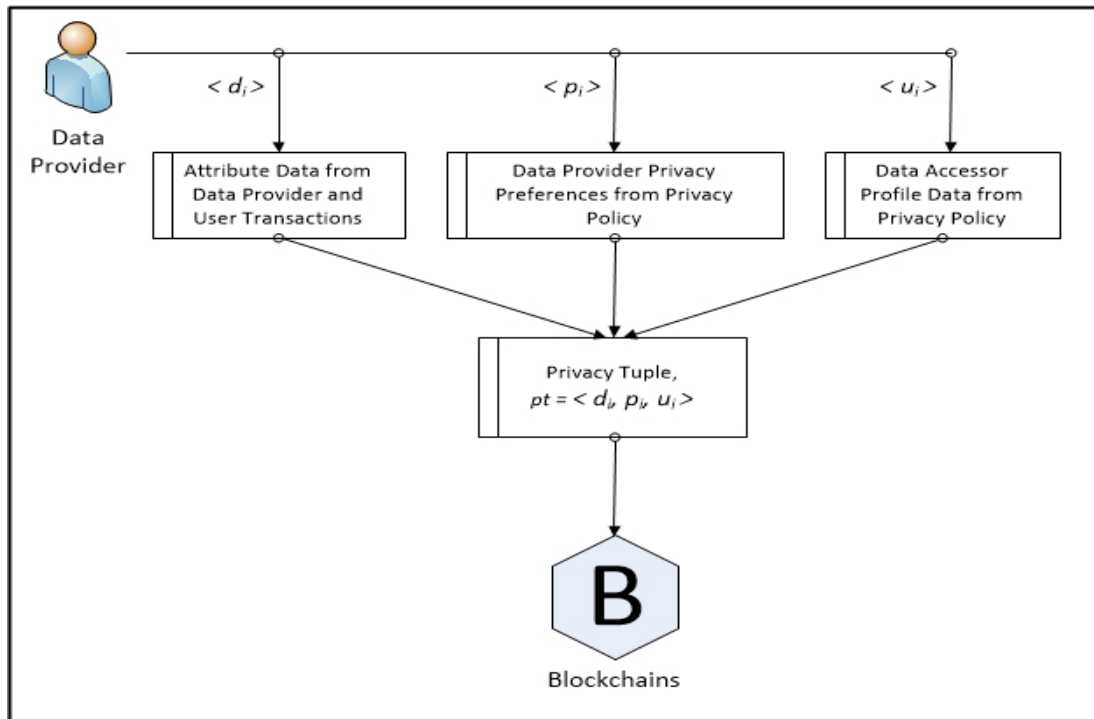 Data
Provider
< dᵢ >
< pᵢ >
< uᵢ >
Attribute Data from
Data Provider and
User Transactions
Data Provider Privacy
Preferences from Privacy
Policy
Data Accessor
Profile Data from
Privacy Policy
Privacy Tuple,
pt = < dᵢ, pᵢ, uᵢ >
B
Blockchains